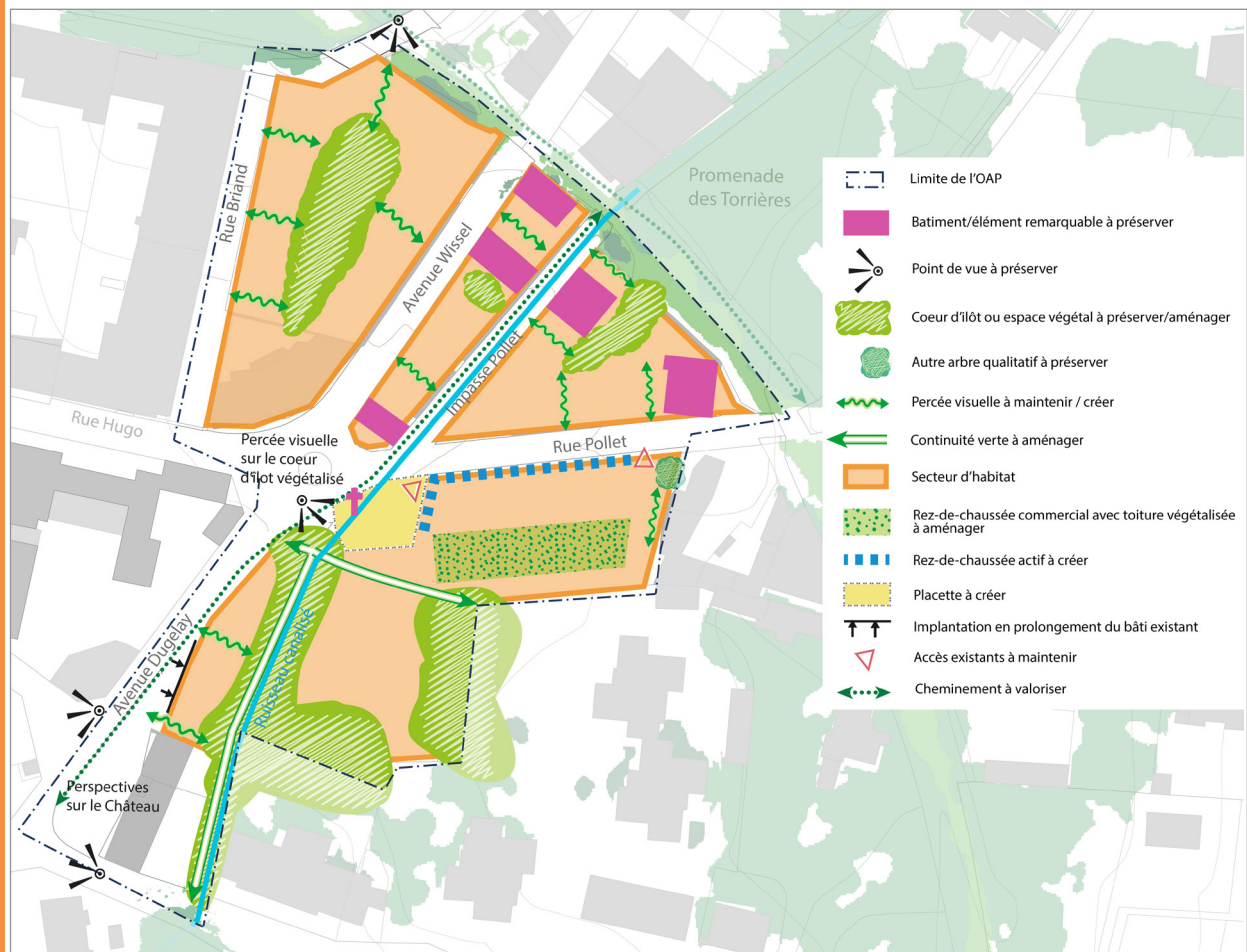 Promenade
des Torrières
Rue Briand
Avenue Wissel
Impasse Pollet
Rue Hugo
Rue Pollet
Percée visuelle
sur le coeur
d'ilot végétalisé
Avenue Dugelay
Ruisseau canalisé
Perspectives
sur le Château
Limite de l'OAP
Batiment/élément remarquable à préserver
Point de vue à préserver
Coeur d'ilôt ou espace végétal à préserver/aménager
Autre arbre qualitatif à préserver
Percée visuelle à maintenir / créer
Continuité verte à aménager
Secteur d'habitat
Rez-de-chaussée commercial avec toiture végétalisée
à aménager
Rez-de-chaussée actif à créer
Placette à créer
Implantation en prolongement du bâti existant
Accès existants à maintenir
Cheminement à valoriser